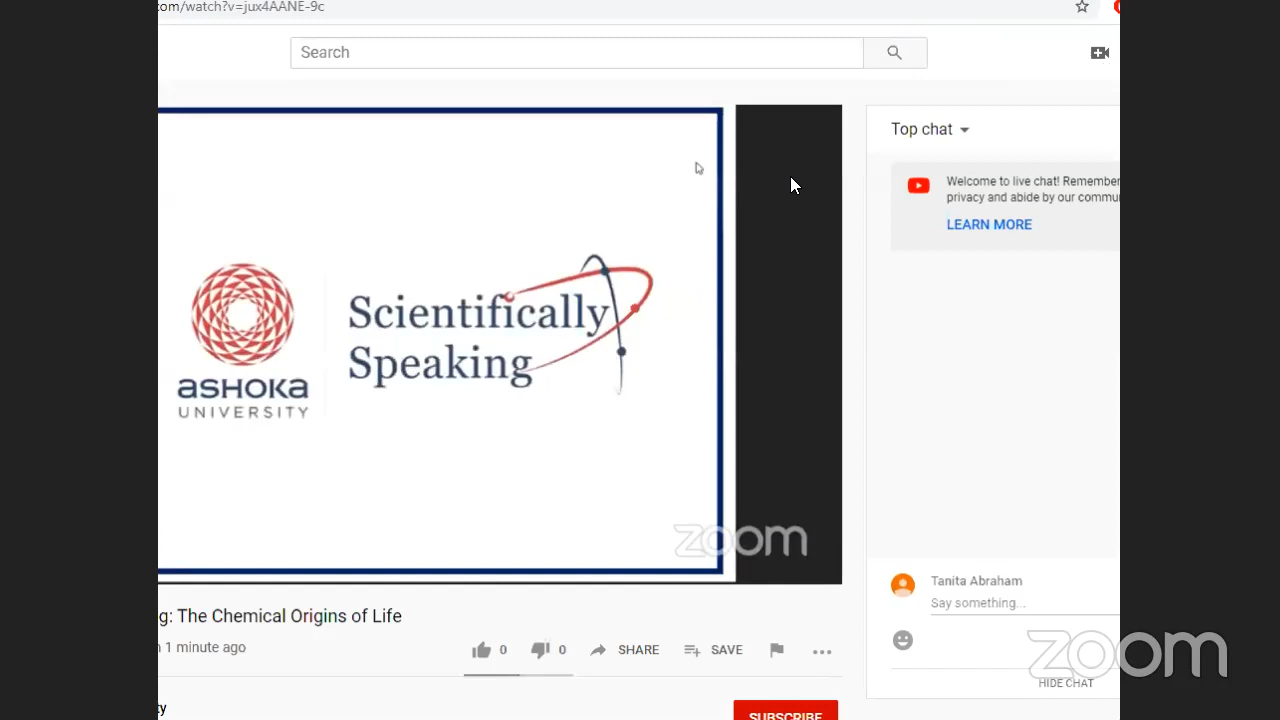 com/watch?v=jux4AANE-9c
Search
Top chat
Welcome to live chat! Remember
privacy and abide by our commu
LEARN MORE
Scientifically
Speaking
ASHOKA
UNIVERSITY
zoom
Tanita Abraham
Say something...
g: The Chemical Origins of Life
1 minute ago
0
0
SHARE
SAVE
zoom
HIDE CHAT
ty
SUBSCRIBE